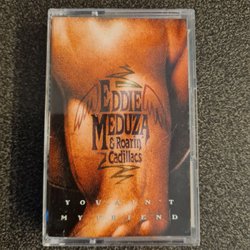 EDDIE
MEDUZA
& Roarin'
Cadillacs
YOU AIN'T
MY FRIEND